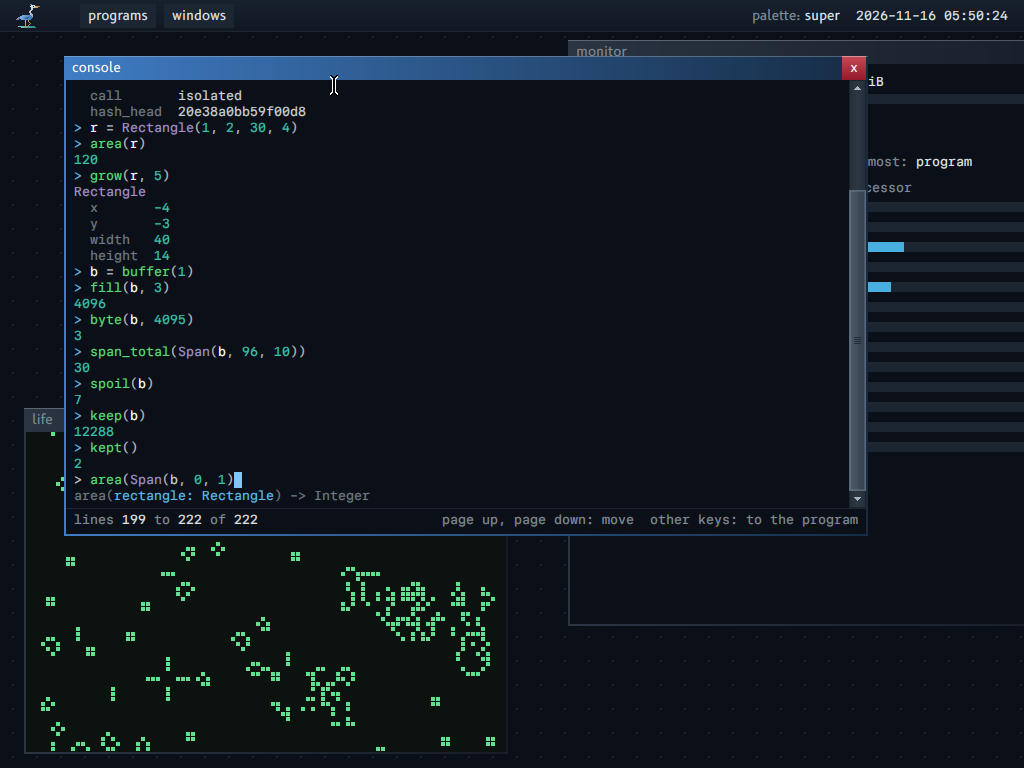 programs windows palette: super 2026-11-16 05:50:24
monitor
console x
iB
call isolated
hash_head 20e38a0bb59f00d8
> r = Rectangle(1, 2, 30, 4)
> area(r)
120
> grow(r, 5)
Rectangle
x -4
y -3
width 40
height 14
> b = buffer(1)
> fill(b, 3)
4096
> byte(b, 4095)
3
> span_total(Span(b, 96, 10))
30
> spoil(b)
7
> keep(b)
12288
> kept()
2
> area(Span(b, 0, 1)
area(rectangle: Rectangle) -> Integer
lines 199 to 222 of 222 page up, page down: move other keys: to the program
most: program
cessor
life